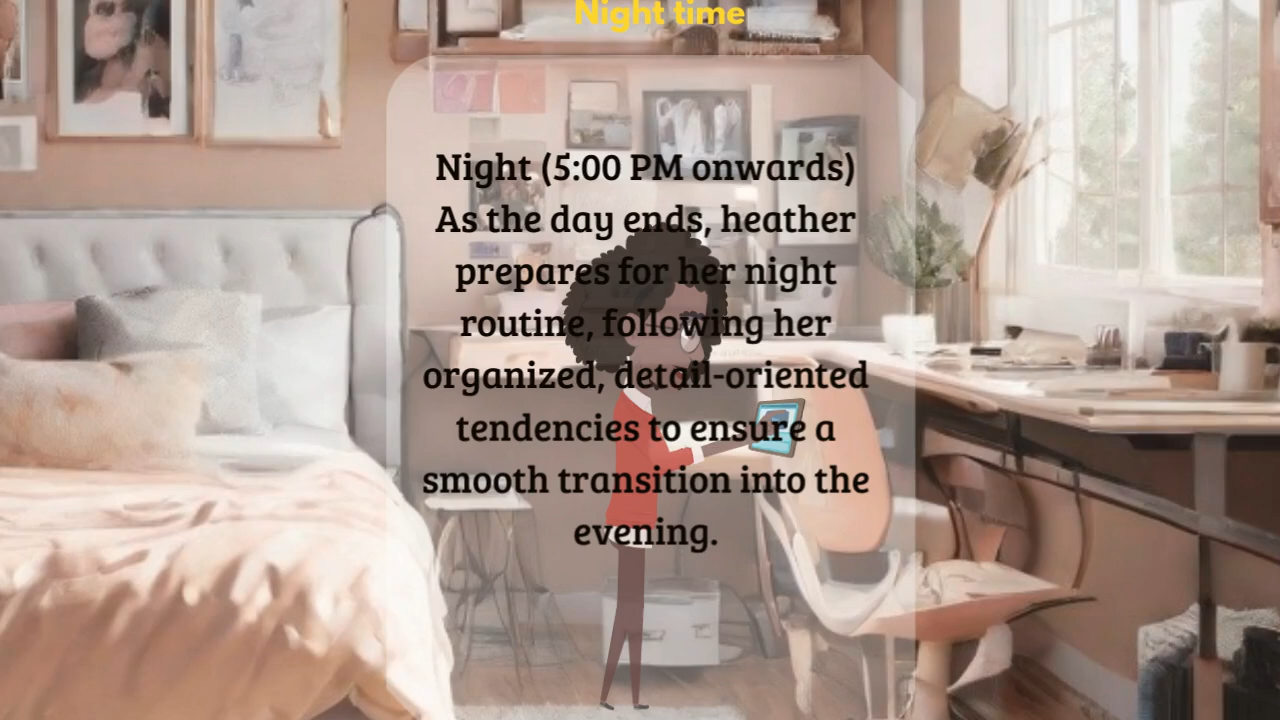 Night time
Night (5:00 PM onwards)
As the day ends, heather
prepares for her night
routine, following her
organized, detail-oriented
tendencies to ensure a
smooth transition into the
evening.